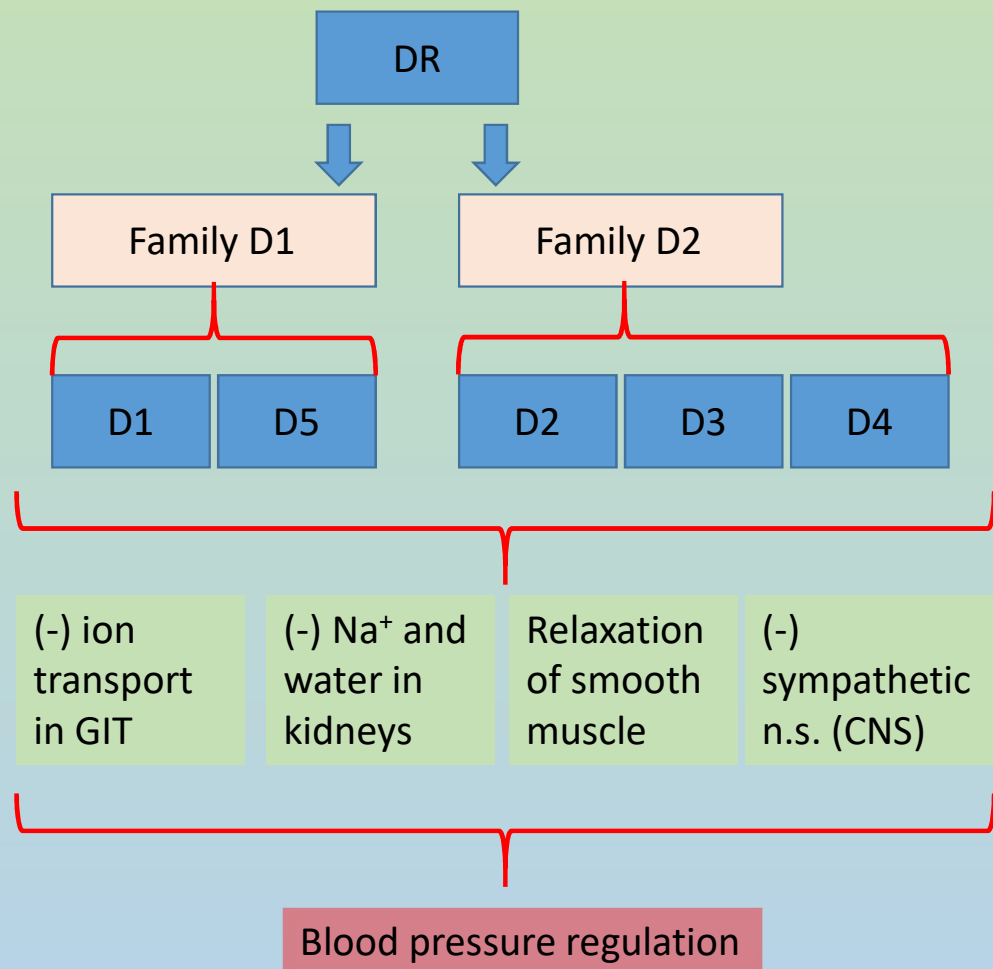 DR
Family D1
Family D2
D1
D5
D2
D3
D4
(-) ion
transport
in GIT
(-) Na⁺ and
water in
kidneys
Relaxation
of smooth
muscle
(-)
sympathetic
n.s. (CNS)
Blood pressure regulation